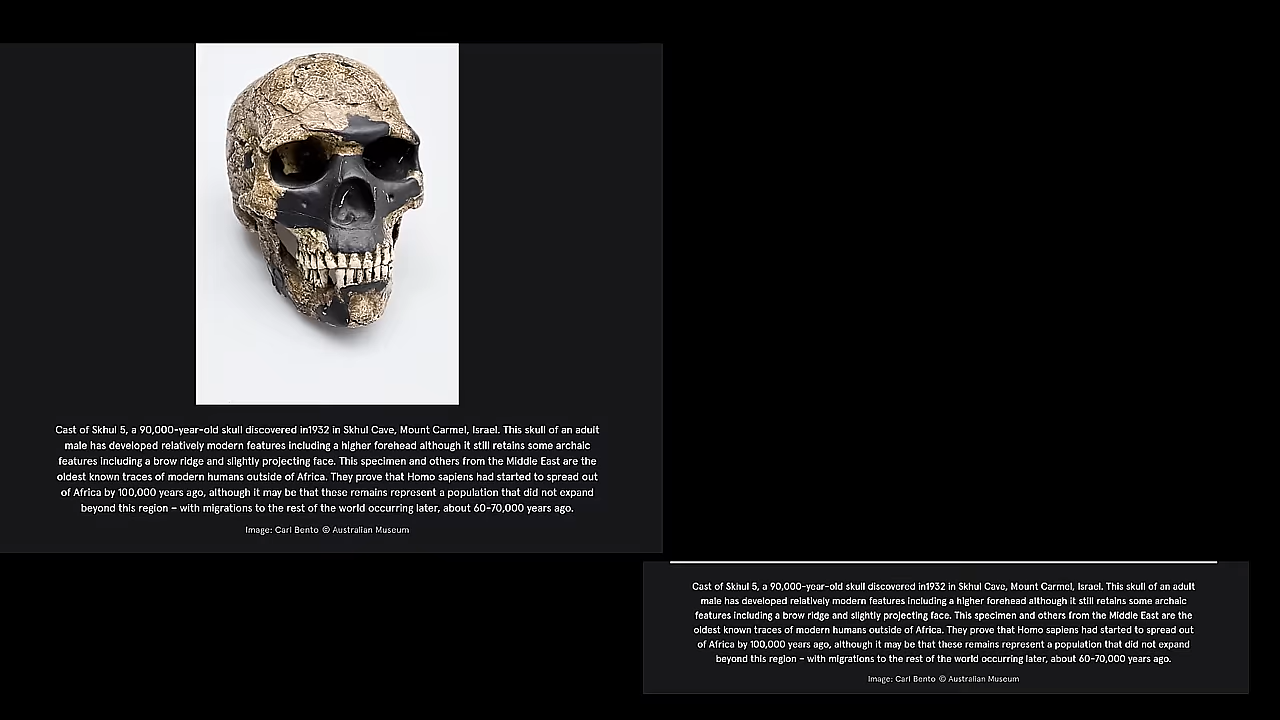 Cast of Skhul 5, a 90,000-year-old skull discovered in1932 in Skhul Cave, Mount Carmel, Israel. This skull of an adult
male has developed relatively modern features including a higher forehead although it still retains some archaic
features including a brow ridge and slightly projecting face. This specimen and others from the Middle East are the
oldest known traces of modern humans outside of Africa. They prove that Homo sapiens had started to spread out
of Africa by 100,000 years ago, although it may be that these remains represent a population that did not expand
beyond this region – with migrations to the rest of the world occurring later, about 60-70,000 years ago.
Image: Carl Bento © Australian Museum
Cast of Skhul 5, a 90,000-year-old skull discovered in1932 in Skhul Cave, Mount Carmel, Israel. This skull of an adult
male has developed relatively modern features including a higher forehead although it still retains some archaic
features including a brow ridge and slightly projecting face. This specimen and others from the Middle East are the
oldest known traces of modern humans outside of Africa. They prove that Homo sapiens had started to spread out
of Africa by 100,000 years ago, although it may be that these remains represent a population that did not expand
beyond this region – with migrations to the rest of the world occurring later, about 60-70,000 years ago.
Image: Carl Bento © Australian Museum